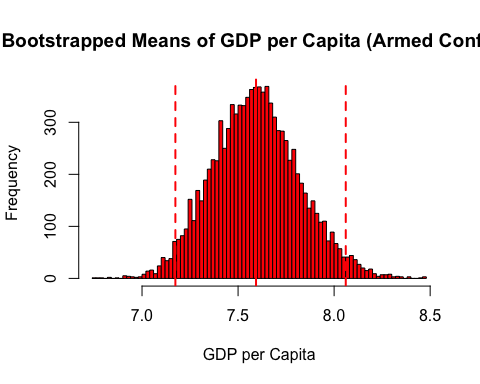 Bootstrapped Means of GDP per Capita (Armed Conf
Frequency
300
200
100
0
7.0 7.5 8.0 8.5
GDP per Capita